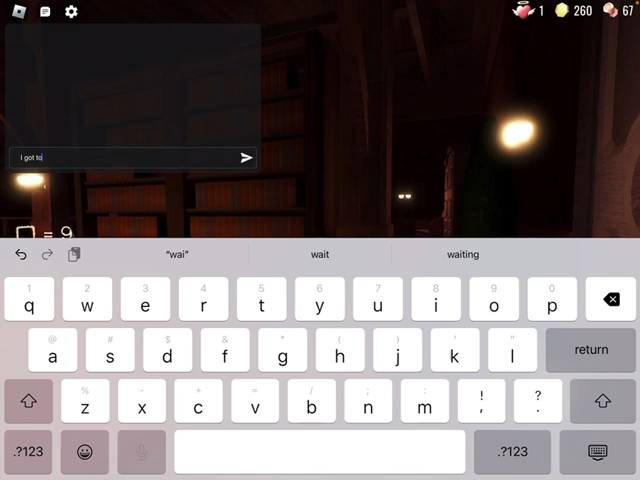 1 260 67
I got to
□ = 9
"wai" wait waiting
1 2 3 4 5 6 7 8 9 0
q w e r t y u i o p
@ # $ & * ( ) ' "
a s d f g h j k l return
% - + = / ; : ! ?
z x c v b n m , .
.?123 .?123